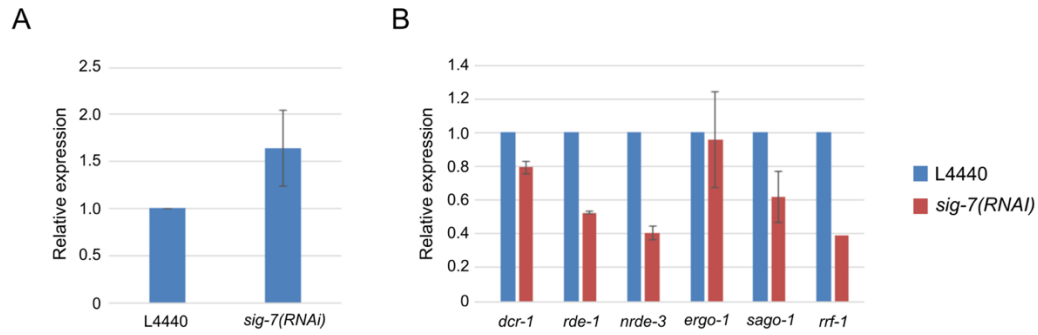 A
Relative expression
2.5
2.0
1.5
1.0
0.5
0
L4440
sig-7(RNAi)
B
Relative expression
1.4
1.2
1.0
0.8
0.6
0.4
0.2
0
dcr-1
rde-1
nrde-3
ergo-1
sago-1
rrf-1
L4440
sig-7(RNAI)